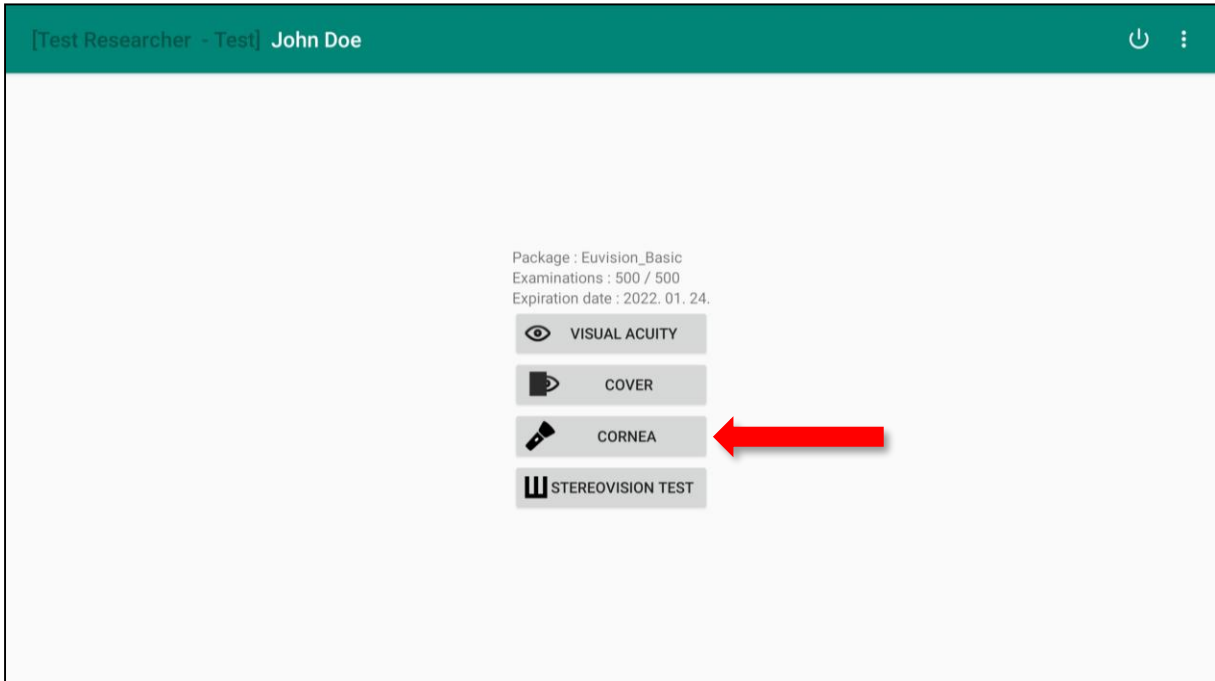 [Test Researcher - Test] John Doe
Package : Euvision_Basic
Examinations : 500 / 500
Expiration date : 2022. 01. 24.
VISUAL ACUITY
COVER
CORNEA
STEREOVISION TEST